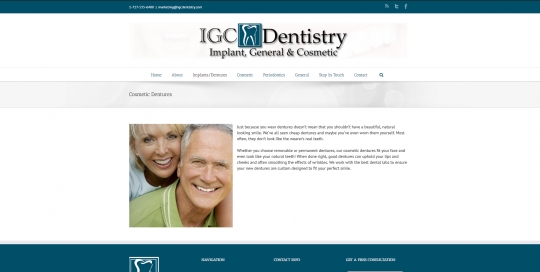 1-727-535-6400 | marketing@igcdentistry.com
IGC Dentistry
Implant, General & Cosmetic
Home About Implants/Dentures Cosmetic Periodontics General Stay In Touch Contact
Cosmetic Dentures
Just because you wear dentures doesn't mean that you shouldn't have a beautiful, natural
looking smile. We've all seen cheap dentures and maybe you've even worn them yourself. Most
often, they don't look like the wearer's real teeth.
Whether you choose removable or permanent dentures, our cosmetic dentures fit your face and
even look like your natural teeth! When done right, good dentures can uphold your lips and
cheeks and often smoothing the effects of wrinkles. We work with the best dental labs to ensure
your new dentures are custom designed to fit your perfect smile.
NAVIGATION CONTACT INFO GET A FREE CONSULTATION